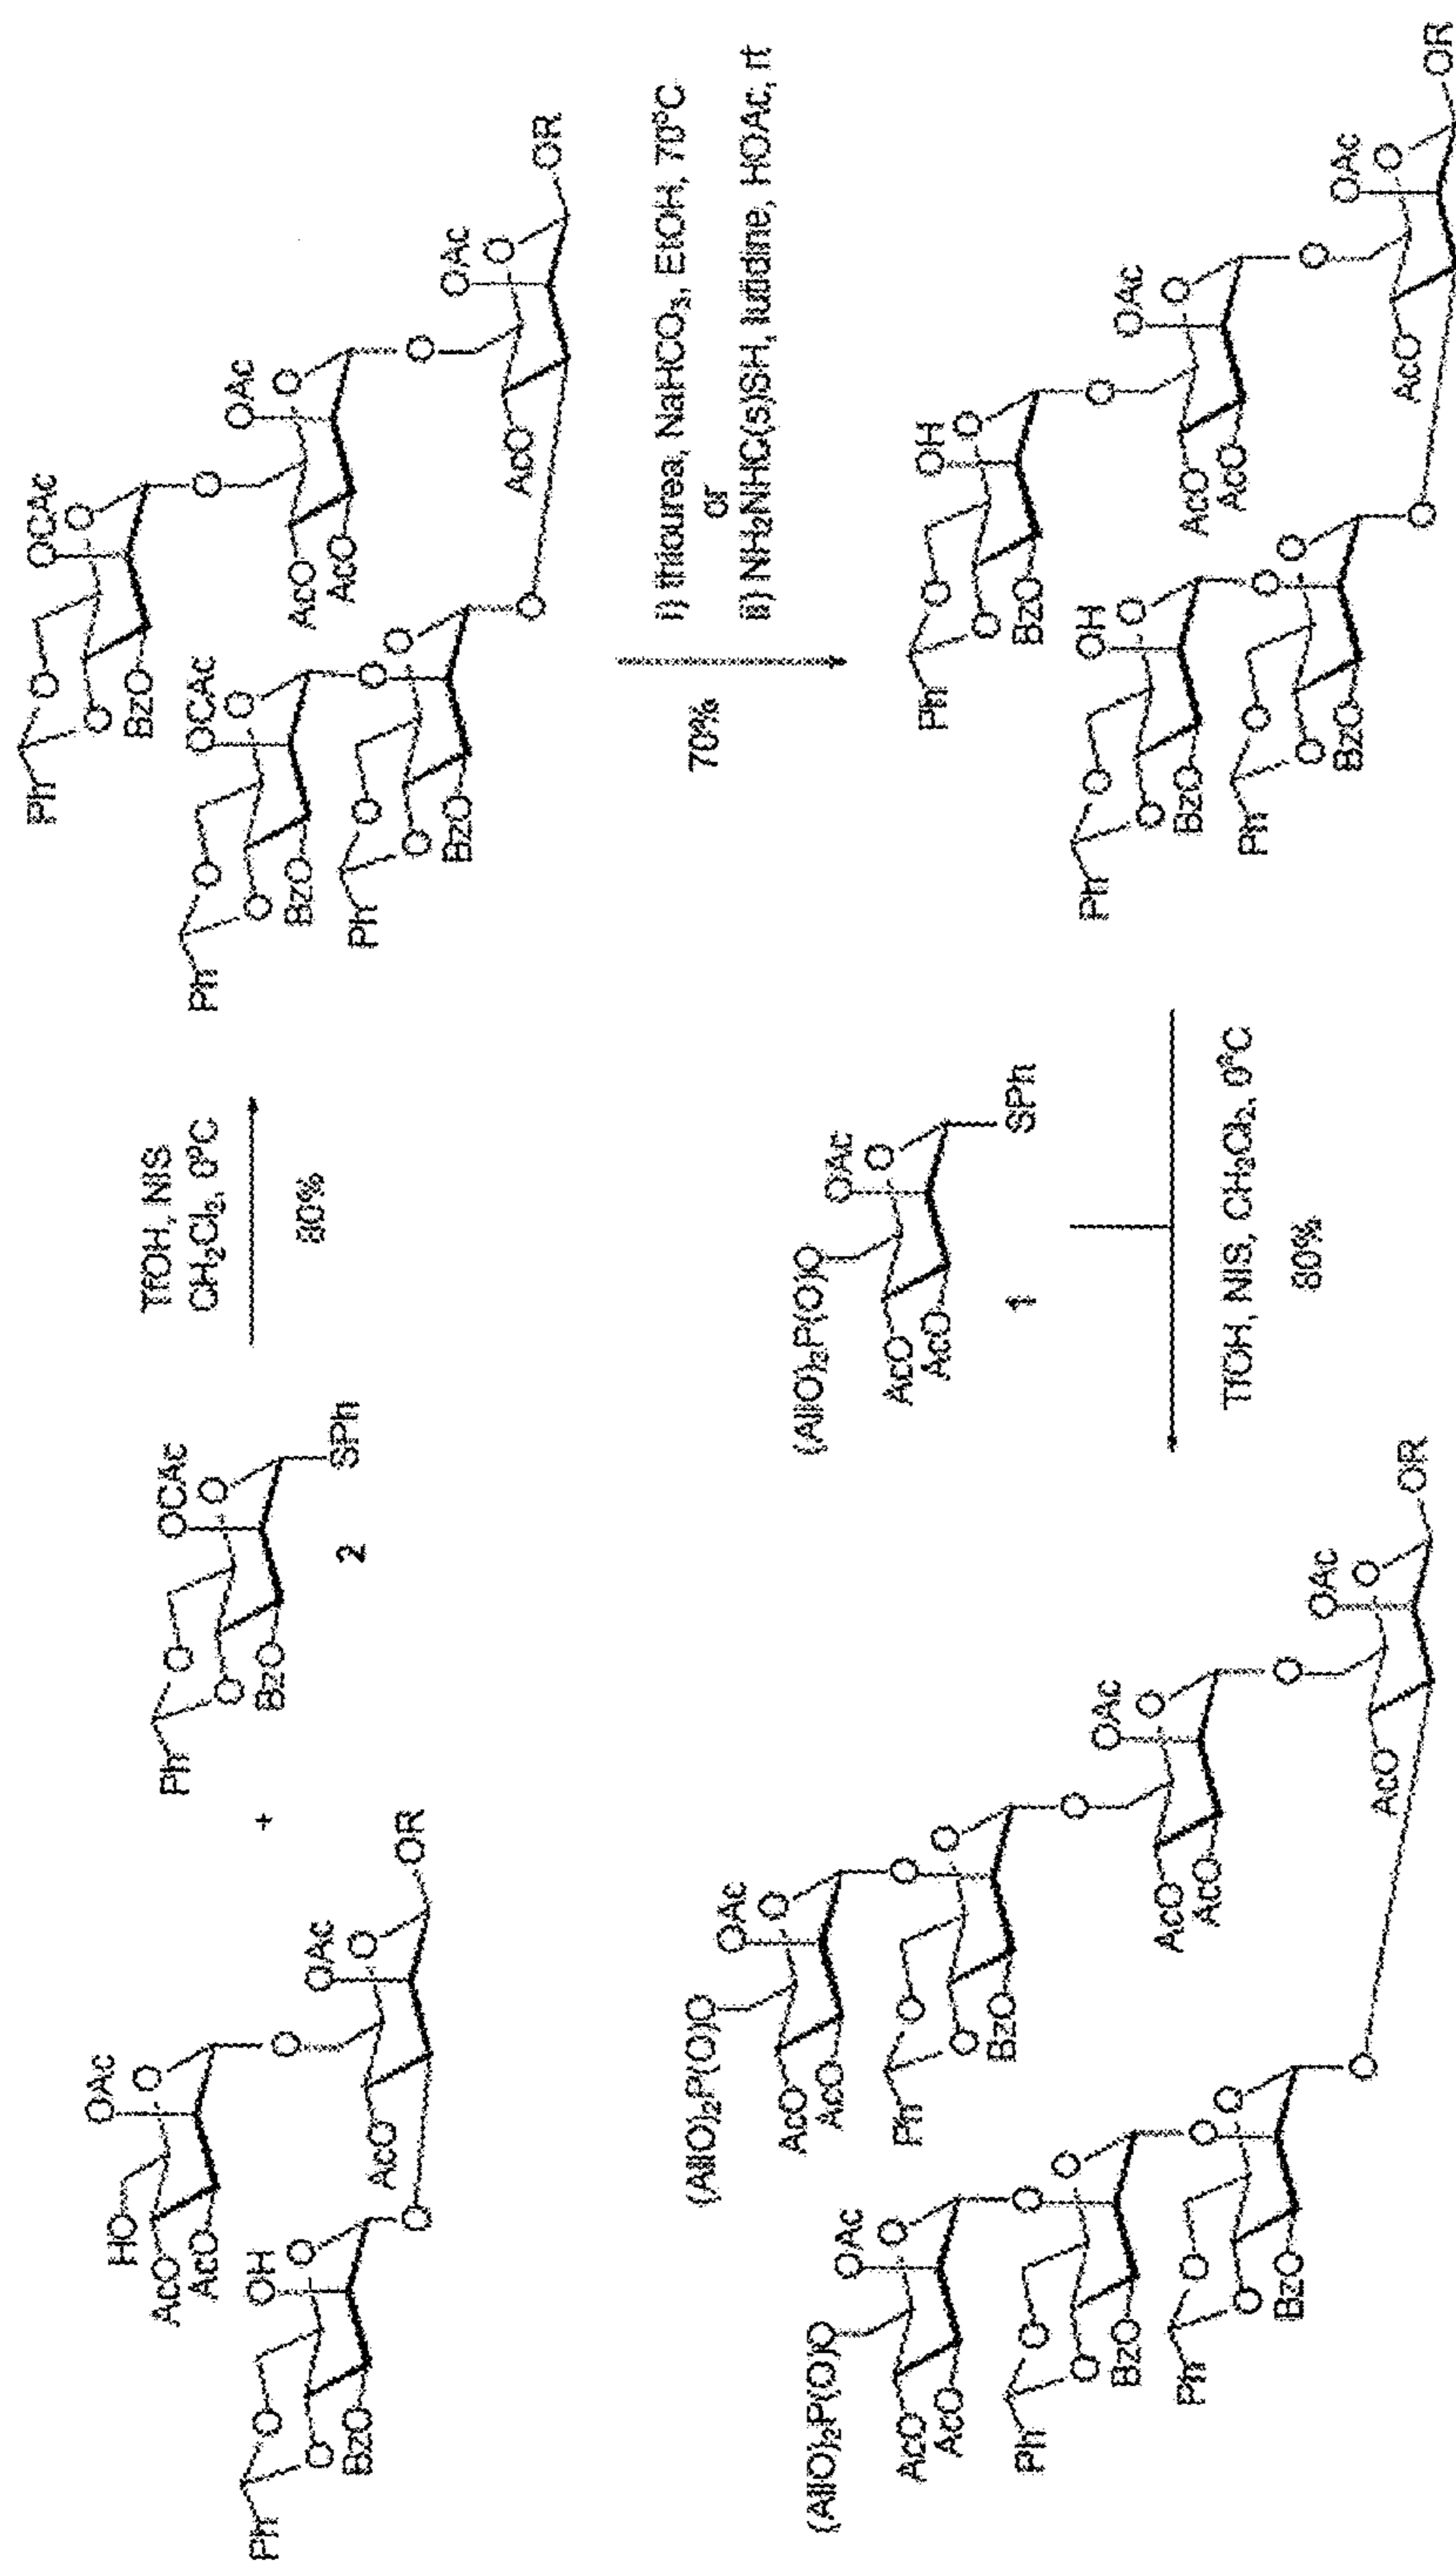 TfOH, NIS
CH₂Cl₂, 0°C
80%
+
Ph
O
O
BzO
OH
O
O
HO
AcO
AcO
OAc
O
O
AcO
OAc
O
OR
Ph
O
O
BzO
OCAc
O
SPh
2
Ph
O
O
BzO
OCAc
O
O
AcO
AcO
OAc
O
O
Ph
O
O
BzO
OCAc
O
O
Ph
O
O
BzO
O
O
AcO
OAc
O
OR
i) thiourea, NaHCO₃, EtOH, 70°C
or
ii) NH₂NHC(s)SH, lutidine, HOAc, rt
70%
Ph
O
O
BzO
OH
O
O
AcO
AcO
OAc
O
O
Ph
O
O
BzO
OH
O
O
Ph
O
O
BzO
O
O
AcO
OAc
O
OR
(AllO)₂P(O)O
AcO
AcO
OAc
O
SPh
1
TfOH, NIS, CH₂Cl₂, 0°C
80%
(AllO)₂P(O)O
AcO
AcO
OAc
O
O
Ph
O
O
BzO
O
O
AcO
AcO
OAc
O
O
(AllO)₂P(O)O
AcO
AcO
OAc
O
O
Ph
O
O
BzO
O
O
Ph
O
O
BzO
O
O
AcO
OAc
O
OR